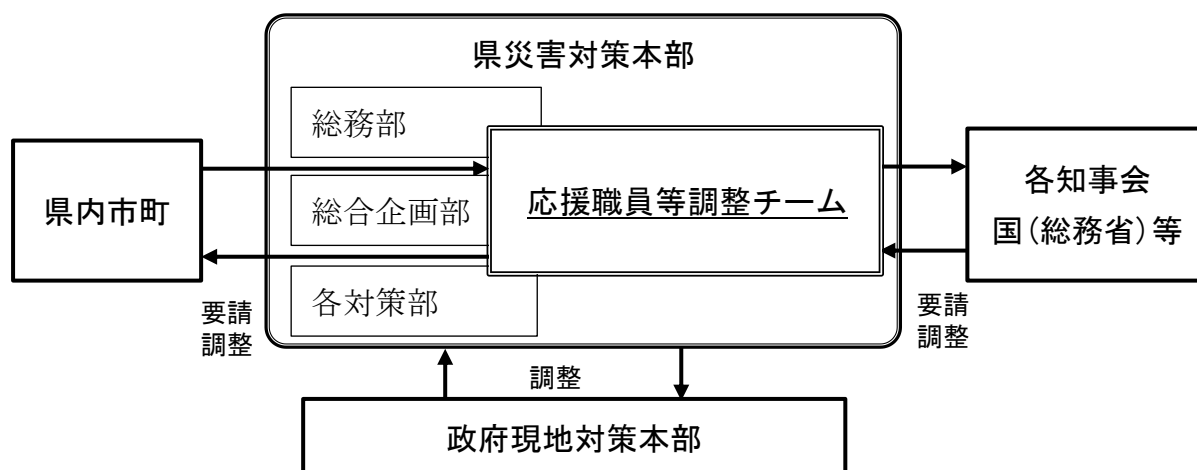 県災害対策本部
総務部
総合企画部
各対策部
応援職員等調整チーム
県内市町
各知事会
国(総務省)等
要請
調整
要請
調整
調整
政府現地対策本部